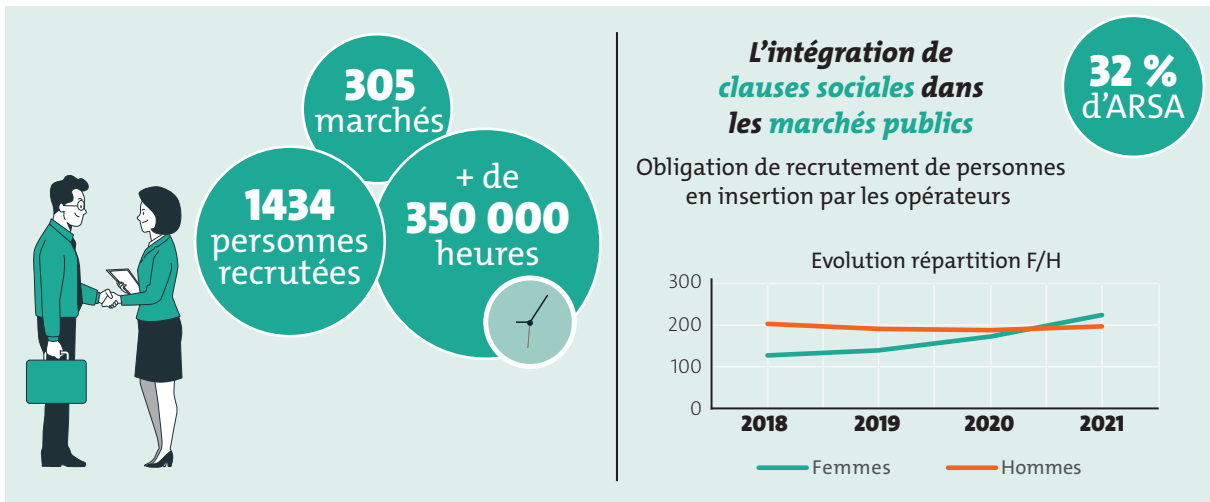 305
marchés
1434
personnes
recrutées
+ de
350 000
heures
L'intégration de
clauses sociales dans
les marchés publics
32 %
d'ARSA
Obligation de recrutement de personnes
en insertion par les opérateurs
Evolution répartition F/H
300
200
100
0
2018 2019 2020 2021
Femmes Hommes